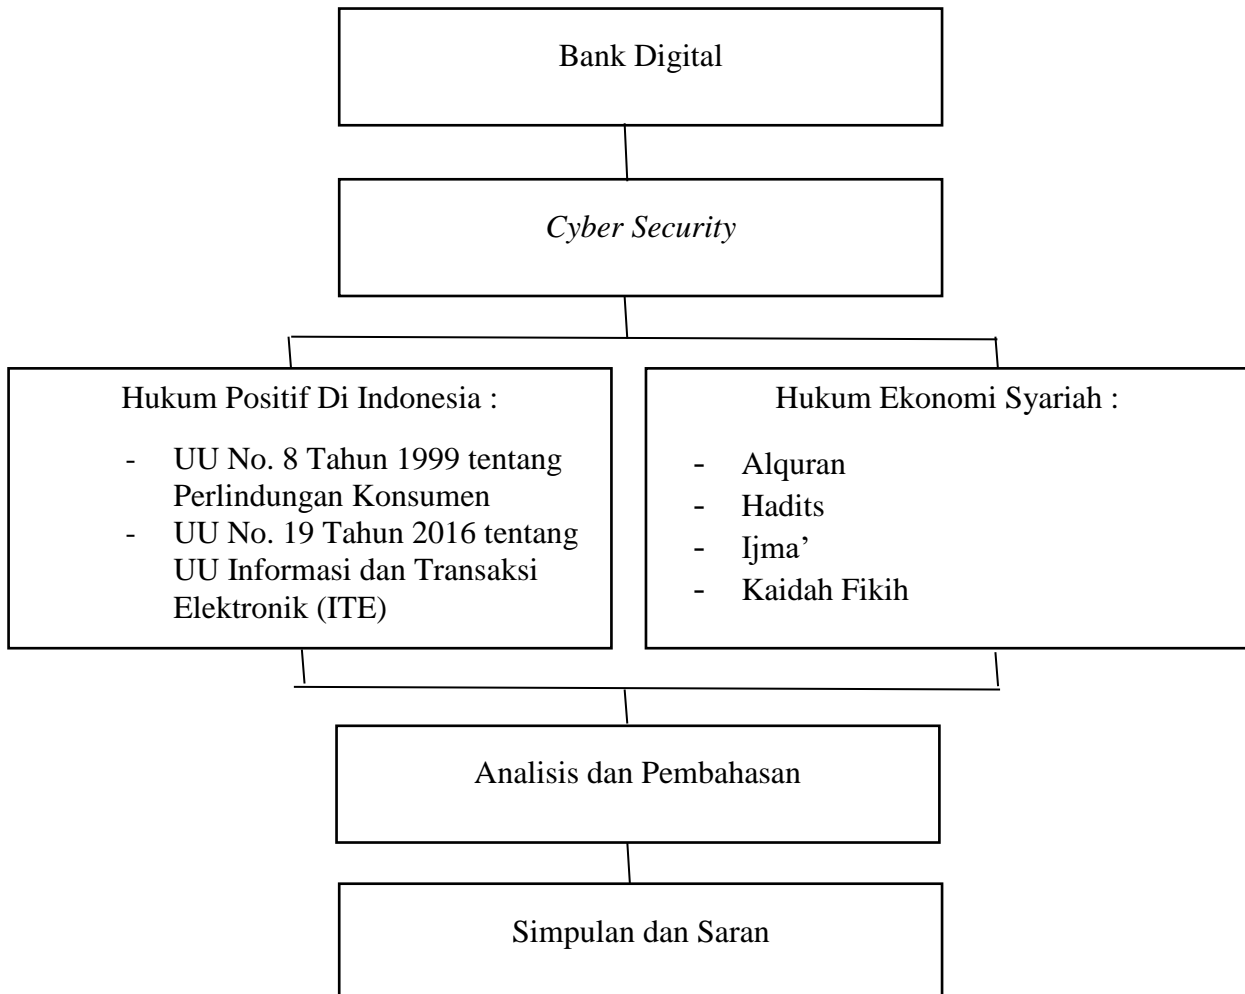 Bank Digital
Cyber Security
Hukum Positif Di Indonesia :
- UU No. 8 Tahun 1999 tentang
Perlindungan Konsumen
- UU No. 19 Tahun 2016 tentang
UU Informasi dan Transaksi
Elektronik (ITE)
Hukum Ekonomi Syariah :
- Alquran
- Hadits
- Ijma’
- Kaidah Fikih
Analisis dan Pembahasan
Simpulan dan Saran